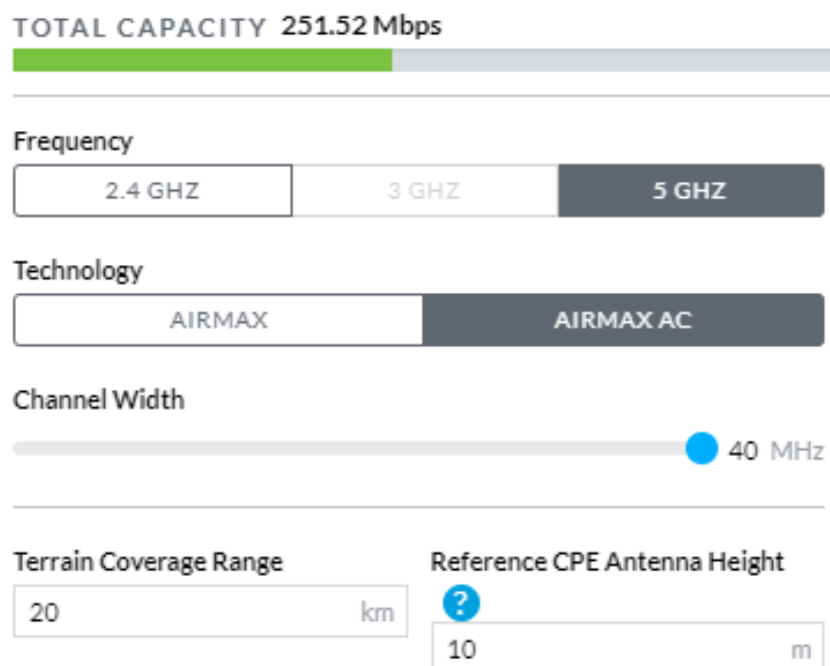 TOTAL CAPACITY 251.52 Mbps
Frequency
2.4 GHZ 3 GHZ 5 GHZ
Technology
AIRMAX AIRMAX AC
Channel Width
40 MHz
Terrain Coverage Range Reference CPE Antenna Height
?
20 km
10 m